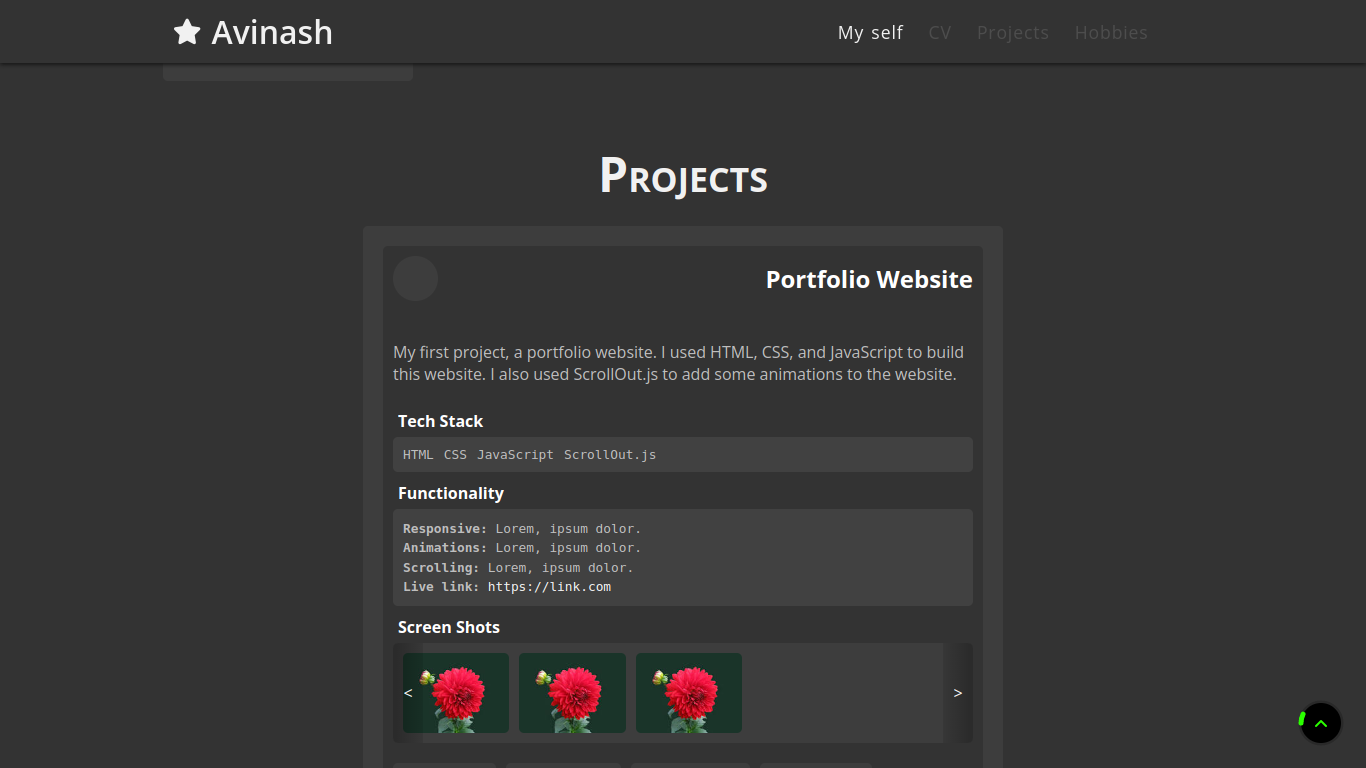 Avinash
My self CV Projects Hobbies
Projects
Portfolio Website
My first project, a portfolio website. I used HTML, CSS, and JavaScript to build
this website. I also used ScrollOut.js to add some animations to the website.
Tech Stack
HTML CSS JavaScript ScrollOut.js
Functionality
Responsive: Lorem, ipsum dolor.
Animations: Lorem, ipsum dolor.
Scrolling: Lorem, ipsum dolor.
Live link: https://link.com
Screen Shots
< >